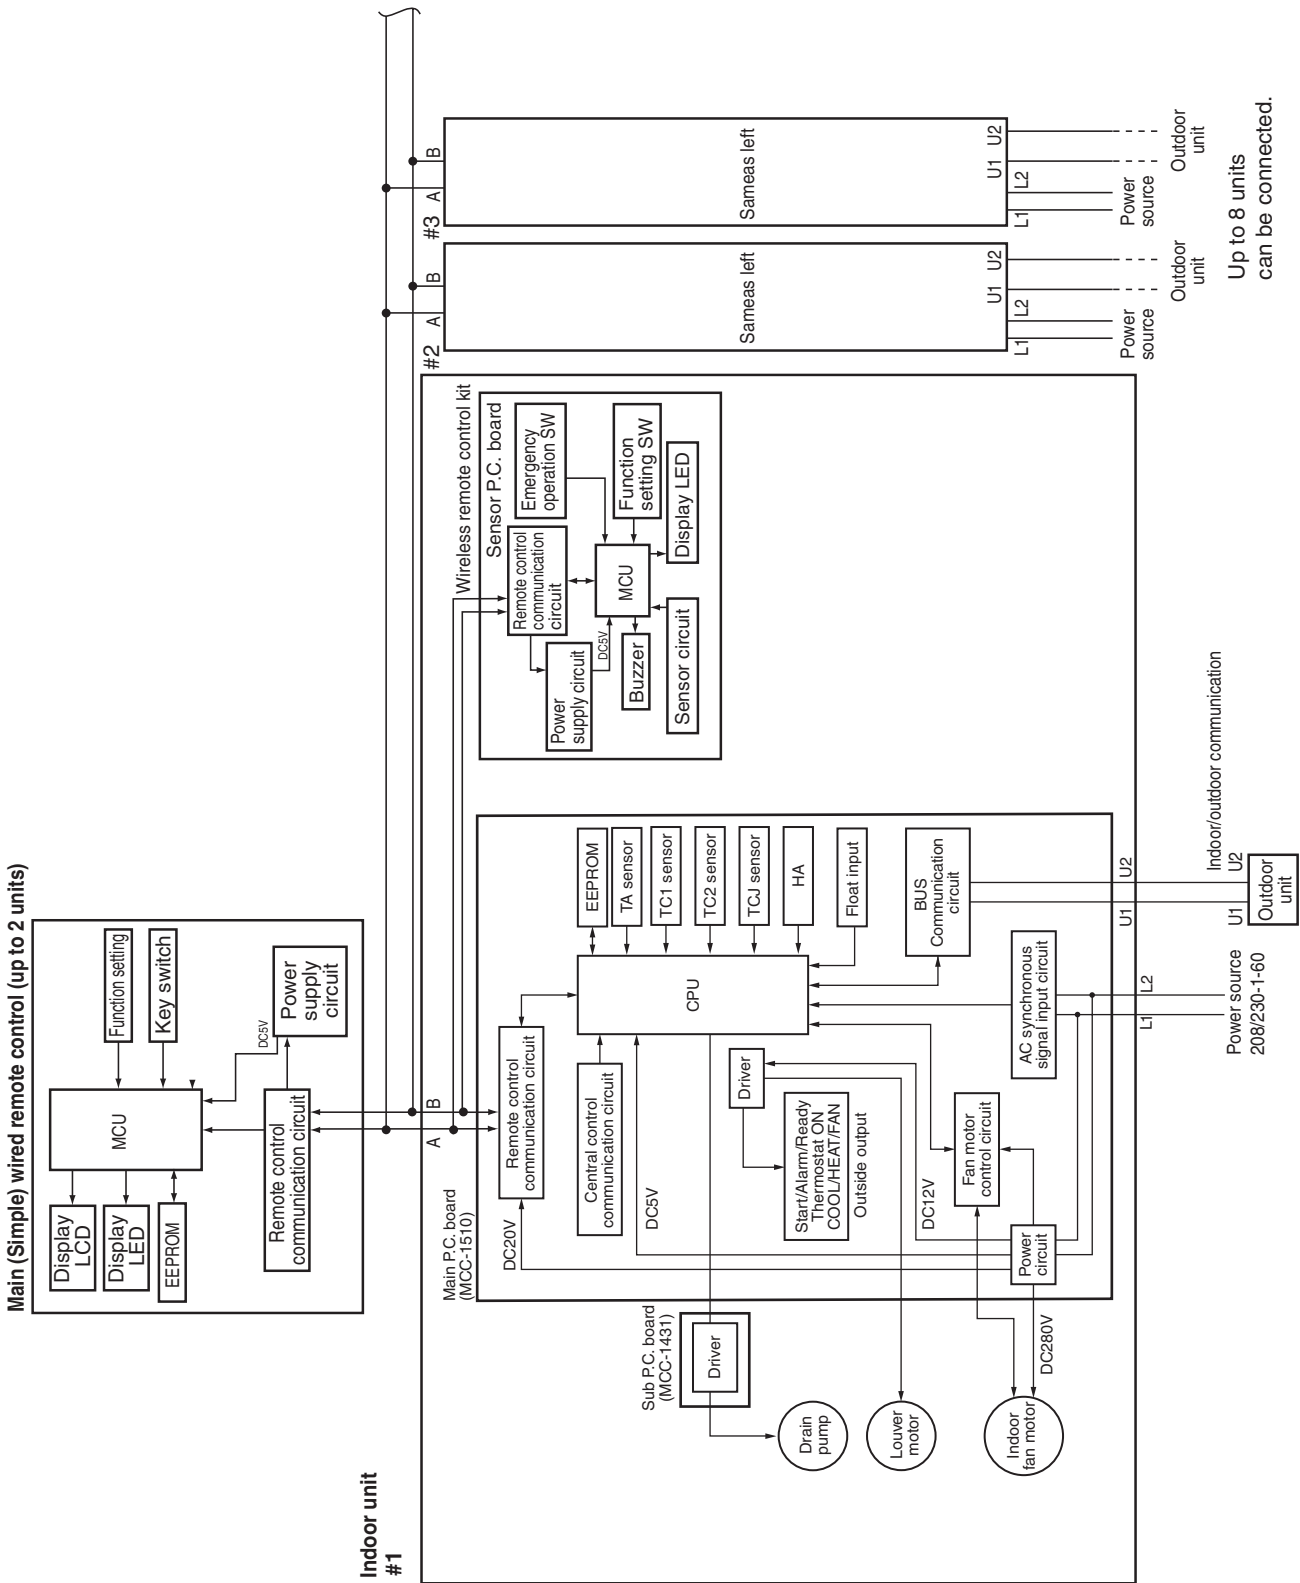 Main (Simple) wired remote control (up to 2 units)
Display
LCD
Display
LED
EEPROM
MCU
Function setting
Key switch
DC5V
Power
supply
circuit
Remote control
communication circuit
A
B
Indoor unit
#1
Main P.C. board
(MCC-1510)
DC20V
Remote control
communication circuit
Central control
communication circuit
DC5V
CPU
EEPROM
TA sensor
TC1 sensor
TC2 sensor
TCJ sensor
HA
Float input
BUS
Communication
circuit
Driver
Start/Alarm/Ready
Thermostat ON
COOL/HEAT/FAN
Outside output
DC12V
Fan motor
control circuit
AC synchronous
signal input circuit
Power
circuit
Sub P.C. board
(MCC-1431)
Driver
Drain
pump
Louver
motor
Indoor
fan motor
DC280V
L1
L2
Power source
208/230-1-60
U1
U2
Indoor/outdoor communication
U1
U2
Outdoor
unit
Wireless remote control kit
Sensor P.C. board
Remote control
communication
circuit
Emergency
operation SW
Power
supply circuit
DC5V
MCU
Function
setting SW
Buzzer
Display LED
Sensor circuit
#2
A
B
Sameas left
L1
L2
U1
U2
Power
source
Outdoor
unit
#3
A
B
Sameas left
L1
L2
U1
U2
Power
source
Outdoor
unit
Up to 8 units
can be connected.